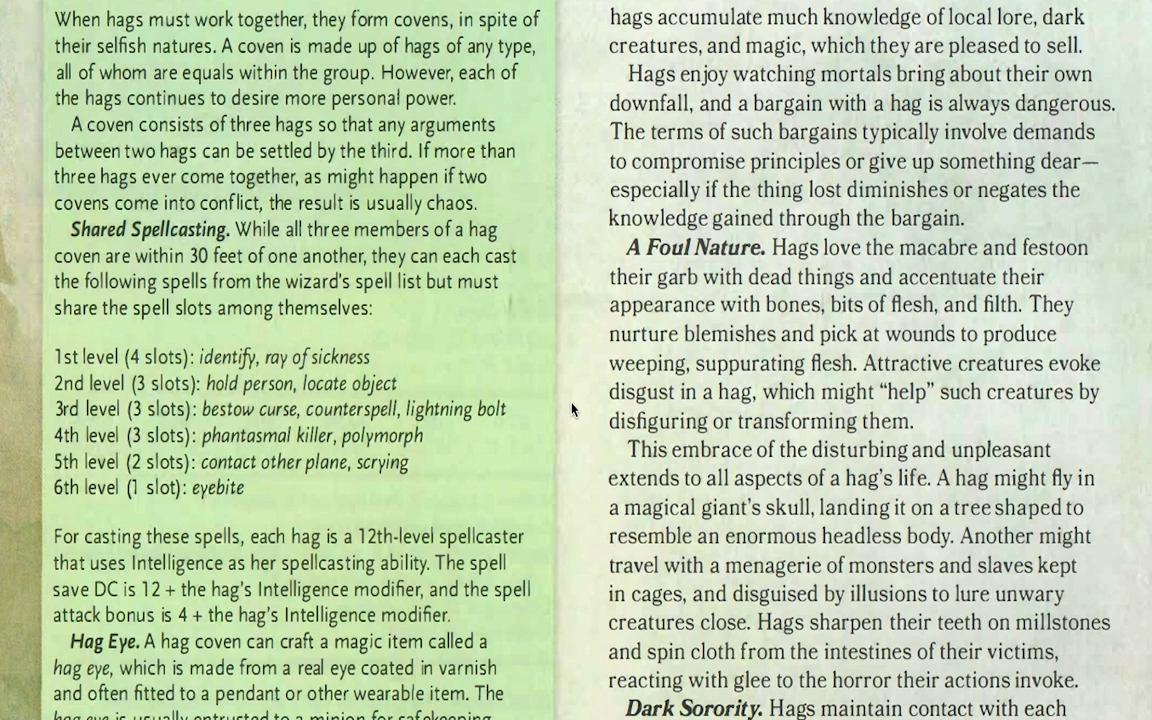 When hags must work together, they form covens, in spite of
their selfish natures. A coven is made up of hags of any type,
all of whom are equals within the group. However, each of
the hags continues to desire more personal power.
A coven consists of three hags so that any arguments
between two hags can be settled by the third. If more than
three hags ever come together, as might happen if two
covens come into conflict, the result is usually chaos.
Shared Spellcasting. While all three members of a hag
coven are within 30 feet of one another, they can each cast
the following spells from the wizard's spell list but must
share the spell slots among themselves:
1st level (4 slots): identify, ray of sickness
2nd level (3 slots): hold person, locate object
3rd level (3 slots): bestow curse, counterspell, lightning bolt
4th level (3 slots): phantasmal killer, polymorph
5th level (2 slots): contact other plane, scrying
6th level (1 slot): eyebite
For casting these spells, each hag is a 12th-level spellcaster
that uses Intelligence as her spellcasting ability. The spell
save DC is 12 + the hag's Intelligence modifier, and the spell
attack bonus is 4 + the hag's Intelligence modifier.
Hag Eye. A hag coven can craft a magic item called a
hag eye, which is made from a real eye coated in varnish
and often fitted to a pendant or other wearable item. The
hag eye is usually entrusted to a minion for safekeeping
hags accumulate much knowledge of local lore, dark
creatures, and magic, which they are pleased to sell.
Hags enjoy watching mortals bring about their own
downfall, and a bargain with a hag is always dangerous.
The terms of such bargains typically involve demands
to compromise principles or give up something dear—
especially if the thing lost diminishes or negates the
knowledge gained through the bargain.
A Foul Nature. Hags love the macabre and festoon
their garb with dead things and accentuate their
appearance with bones, bits of flesh, and filth. They
nurture blemishes and pick at wounds to produce
weeping, suppurating flesh. Attractive creatures evoke
disgust in a hag, which might “help” such creatures by
disfiguring or transforming them.
This embrace of the disturbing and unpleasant
extends to all aspects of a hag's life. A hag might fly in
a magical giant's skull, landing it on a tree shaped to
resemble an enormous headless body. Another might
travel with a menagerie of monsters and slaves kept
in cages, and disguised by illusions to lure unwary
creatures close. Hags sharpen their teeth on millstones
and spin cloth from the intestines of their victims,
reacting with glee to the horror their actions invoke.
Dark Sorority. Hags maintain contact with each